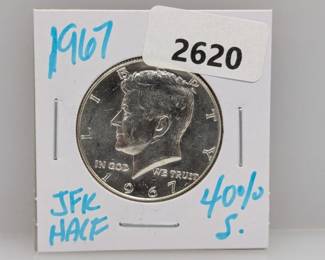 1967
2620
LIBERTY
IN GOD WE TRUST
1967
JFK
HALF
40%
S.